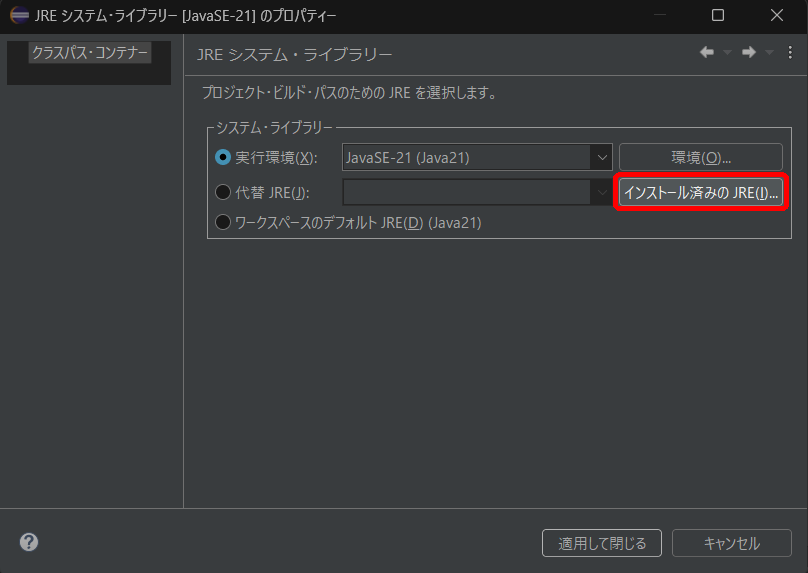 JRE システム・ライブラリー [JavaSE-21] のプロパティー
クラスパス・コンテナー
JRE システム・ライブラリー
プロジェクト・ビルド・パスのための JRE を選択します。
システム・ライブラリー
実行環境(X): JavaSE-21 (Java21) 環境(O)...
代替 JRE(J): インストール済みの JRE(I)...
ワークスペースのデフォルト JRE(D) (Java21)
適用して閉じる キャンセル